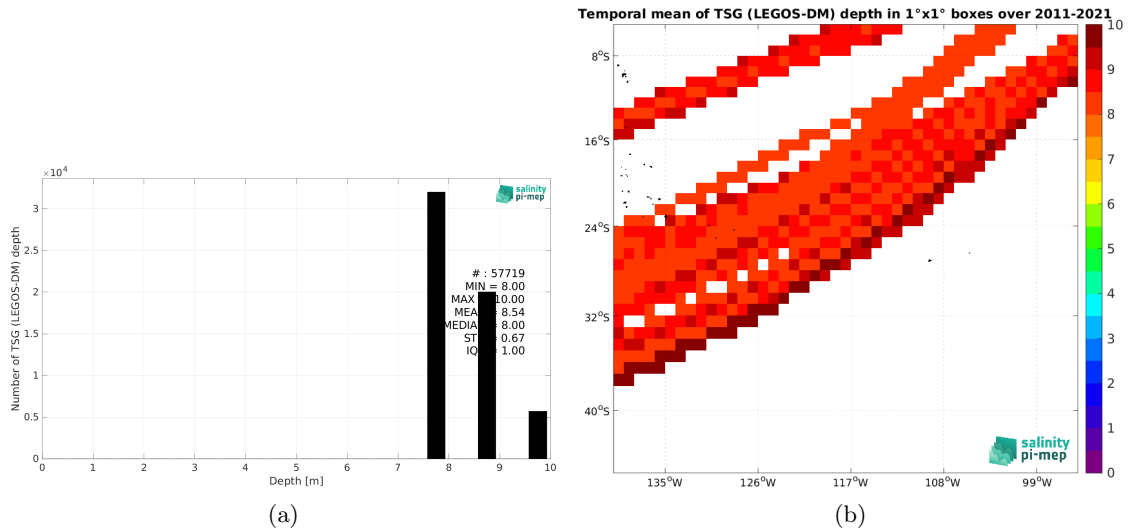 ×10⁴
3
2.5
2
1.5
1
0.5
0
Number of TSG (LEGOS-DM) depth
0 1 2 3 4 5 6 7 8 9 10
Depth [m]
salinity
pi-mep
# : 57719
MIN = 8.00
MAX 10.00
= 8.54
= 8.00
= 0.67
= 1.00
(a)
Temporal mean of TSG (LEGOS-DM) depth in 1°x1° boxes over 2011-2021
8°S
16°S
24°S
32°S
40°S
135°W 126°W 117°W 108°W 99°W
salinity
pi-mep
10
9
8
7
6
5
4
3
2
1
0
(b)